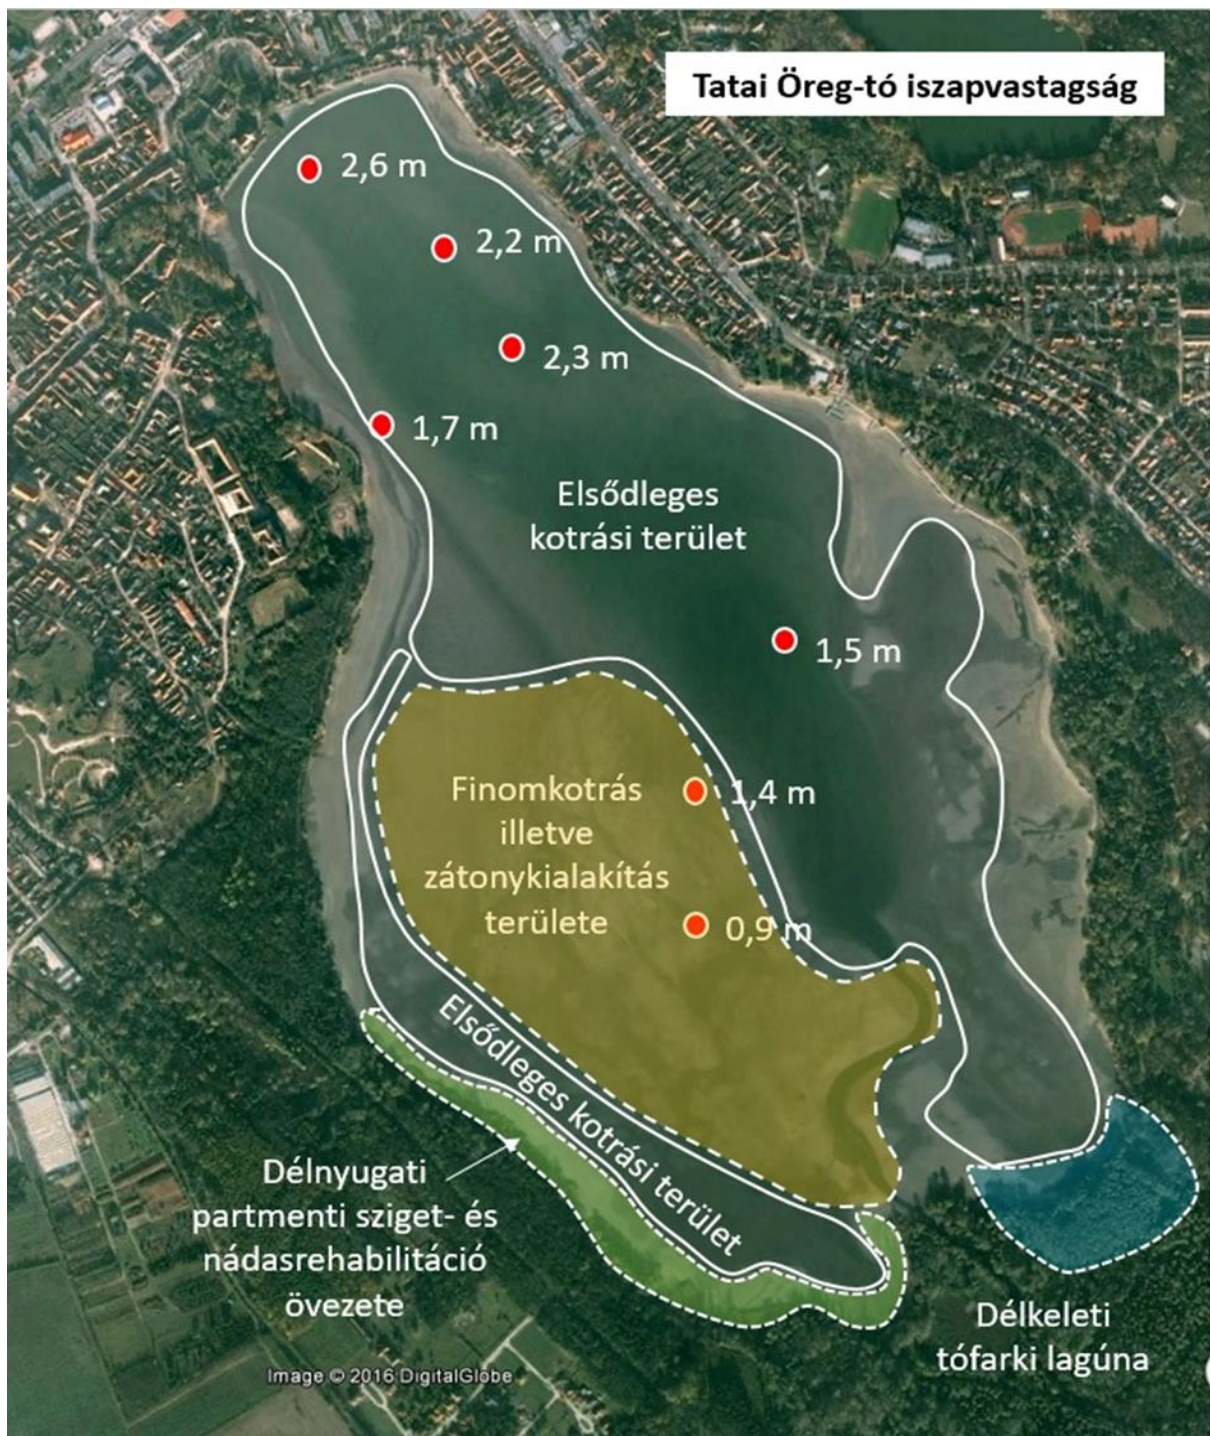 Tatai Öreg-tó iszapvastagság
2,6 m
2,2 m
2,3 m
1,7 m
Elsődleges
kotrási terület
1,5 m
Finomkotrás
illetve
zátonykialakítás
területe
1,4 m
0,9 m
Elsődleges kotrási terület
Délnyugati
partmenti sziget- és
nádasrehabilitáció
övezete
Délkeleti
tófarki lagúna
Image © 2016 DigitalGlobe